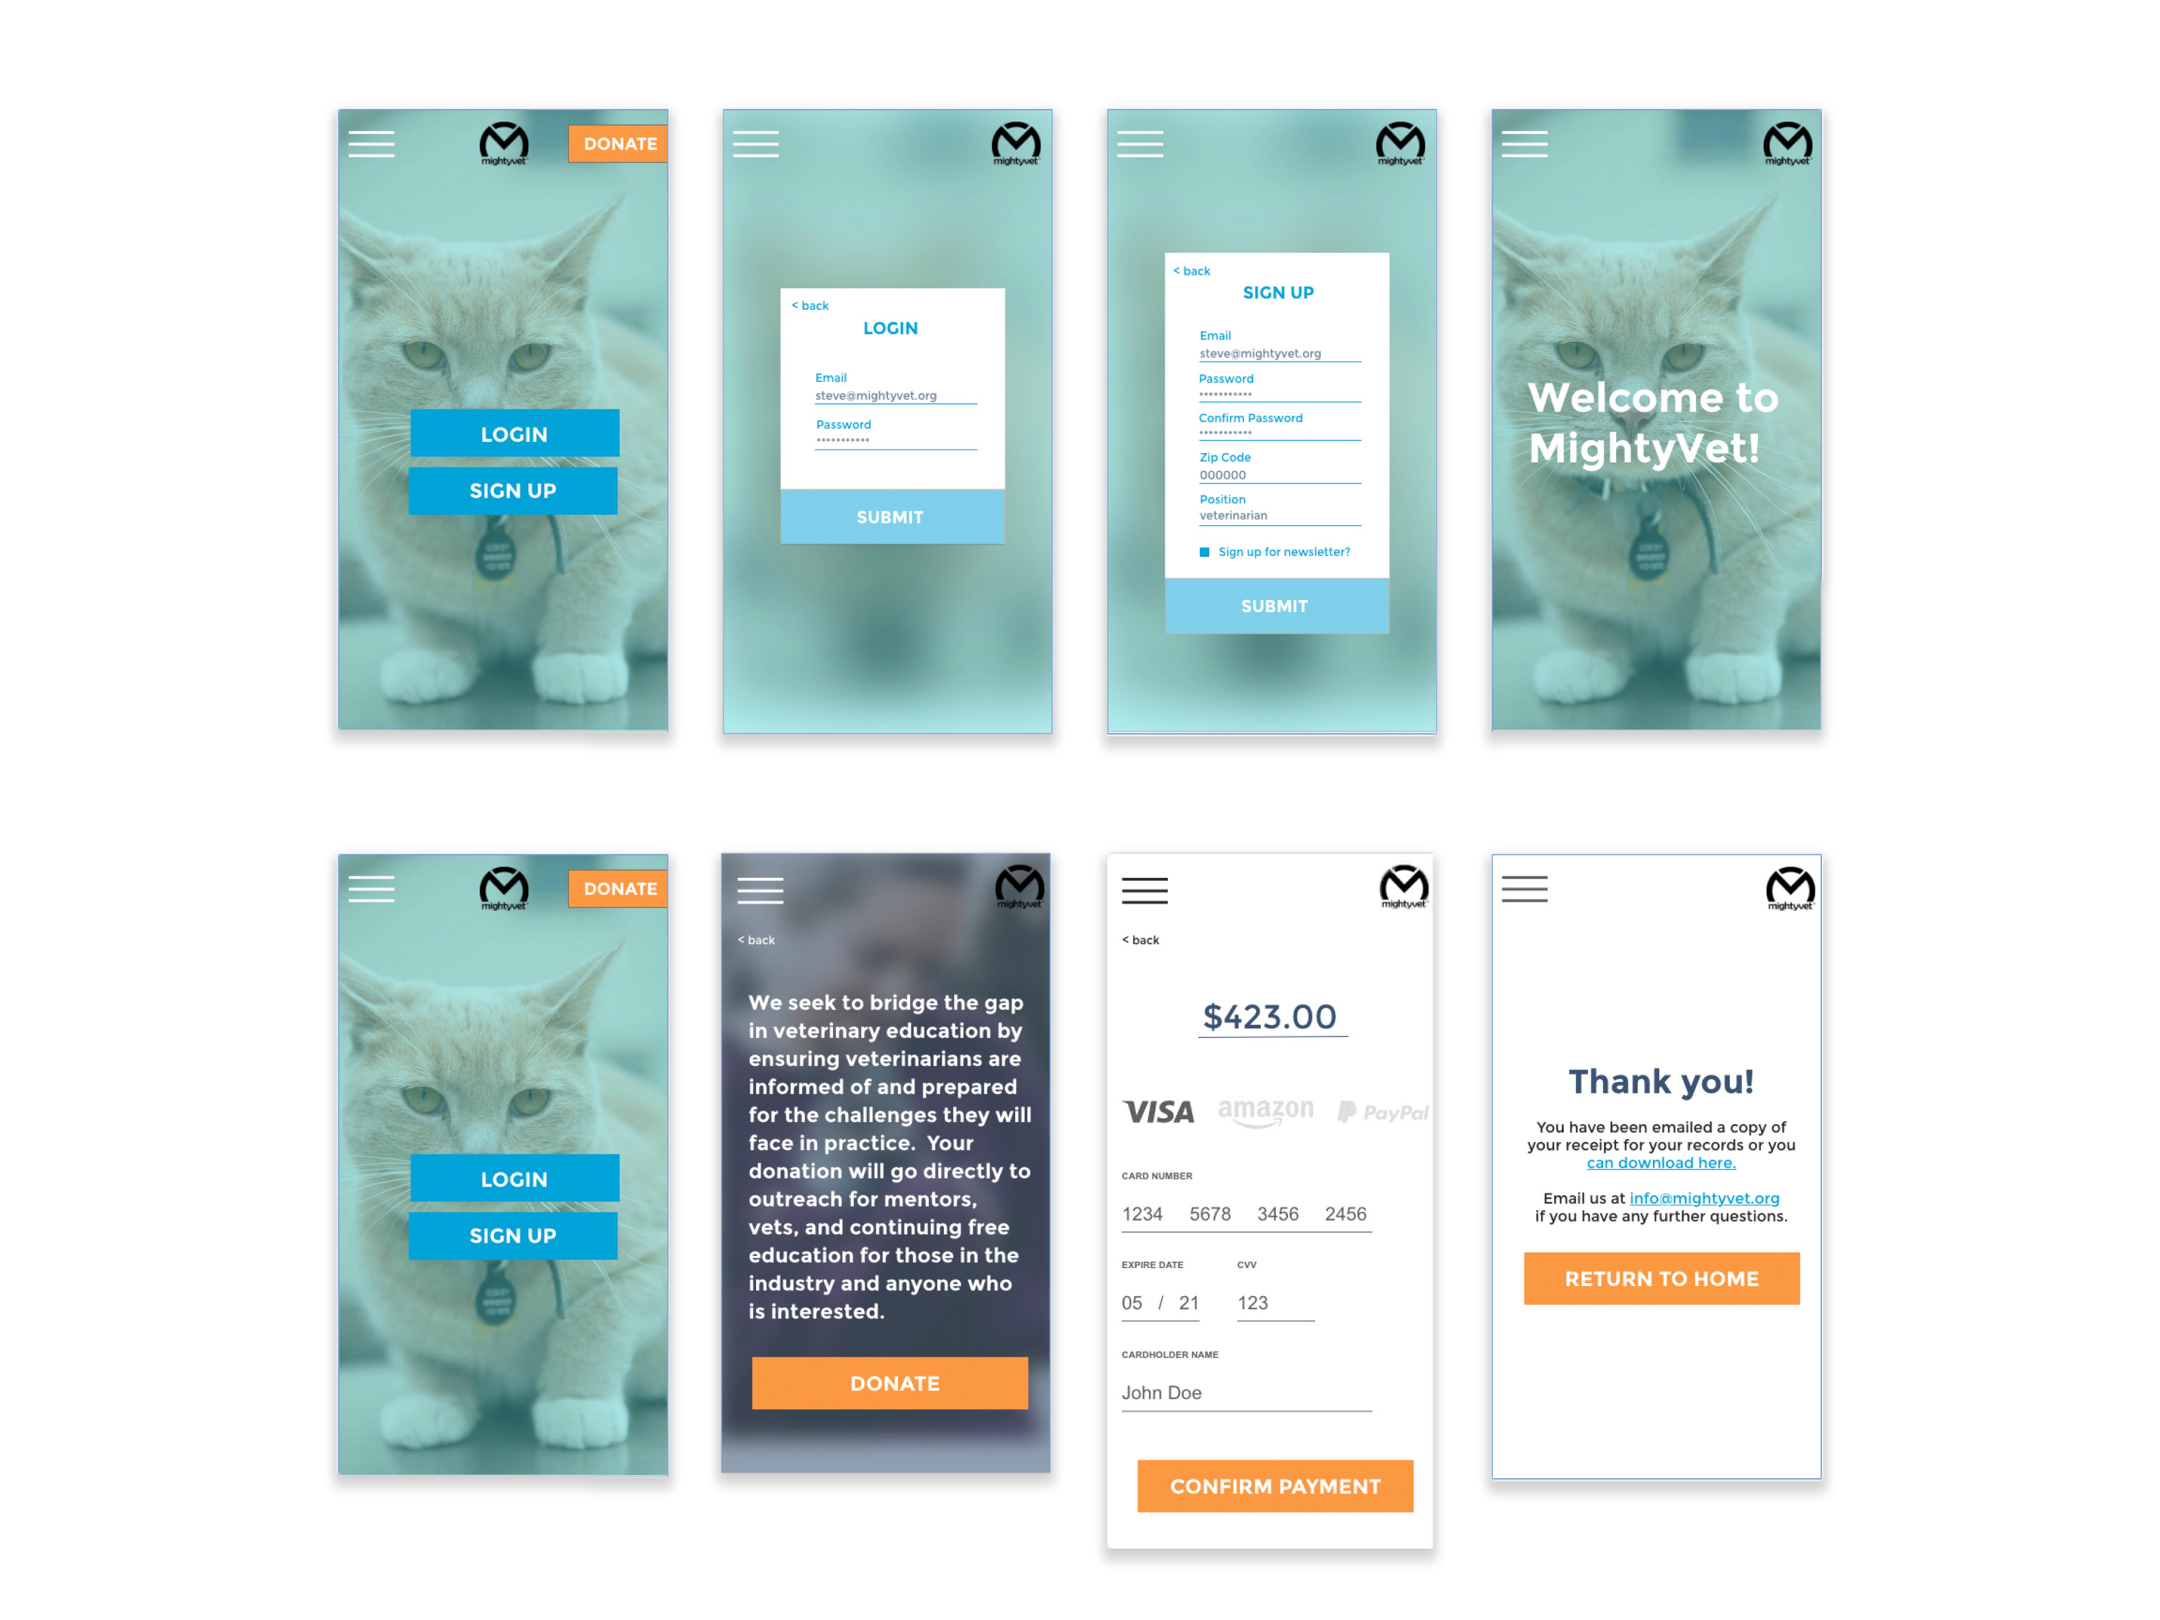 mightyvet
DONATE
LOGIN
SIGN UP
mightyvet
< back
LOGIN
Email
steve@mightyvet.org
Password
SUBMIT
mightyvet
< back
SIGN UP
Email
steve@mightyvet.org
Password
Confirm Password
Zip Code
000000
Position
veterinarian
Sign up for newsletter?
SUBMIT
mightyvet
Welcome to
MightyVet!
mightyvet
DONATE
LOGIN
SIGN UP
mightyvet
< back
We seek to bridge the gap
in veterinary education by
ensuring veterinarians are
informed of and prepared
for the challenges they will
face in practice. Your
donation will go directly to
outreach for mentors,
vets, and continuing free
education for those in the
industry and anyone who
is interested.
DONATE
mightyvet
< back
$423.00
VISA amazon PayPal
CARD NUMBER
1234 5678 3456 2456
EXPIRE DATE CVV
05 / 21 123
CARDHOLDER NAME
John Doe
CONFIRM PAYMENT
mightyvet
Thank you!
You have been emailed a copy of
your receipt for your records or you
can download here.
Email us at info@mightyvet.org
if you have any further questions.
RETURN TO HOME